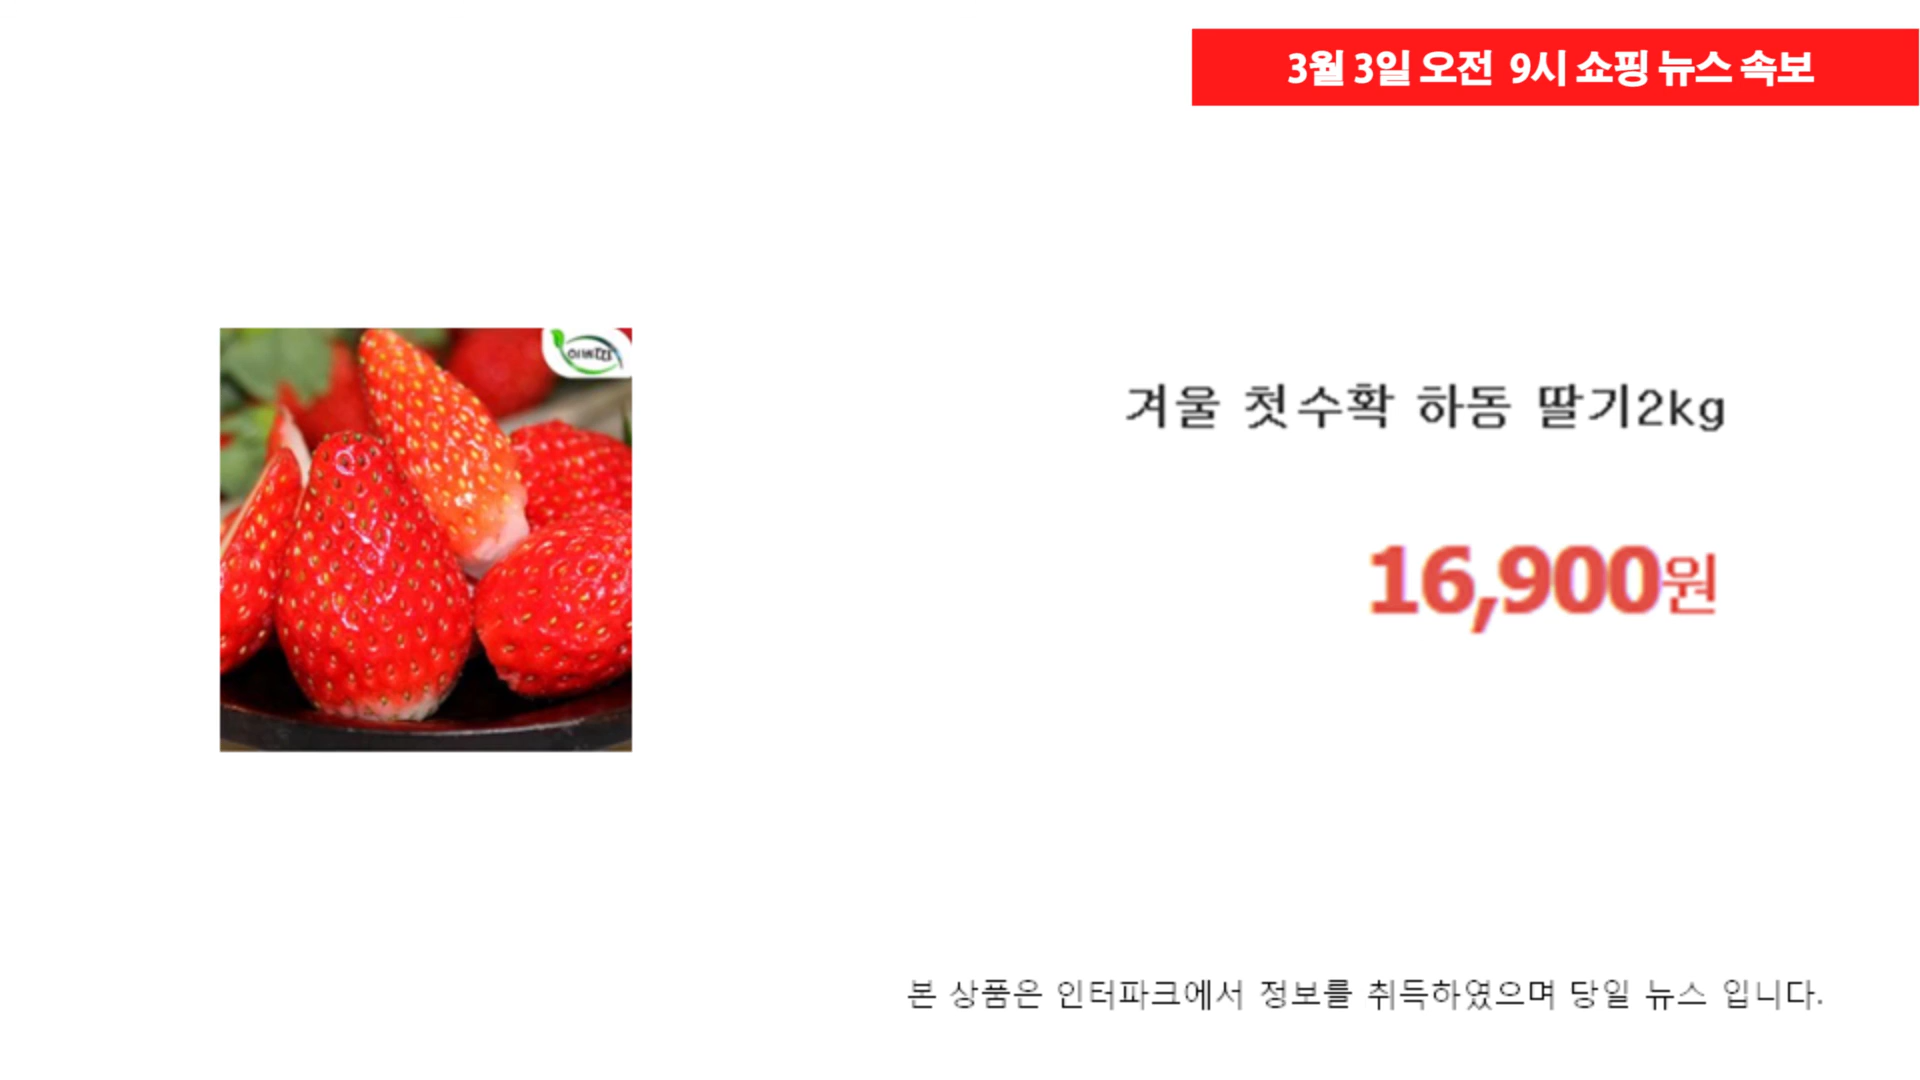 3월 3일 오전 9시 쇼핑 뉴스 속보
겨울 첫수확 하동 딸기2kg
16,900원
본 상품은 인터파크에서 정보를 취득하였으며 당일 뉴스 입니다.